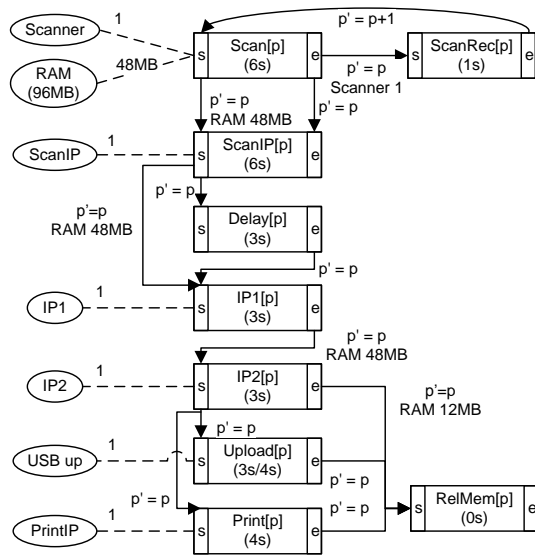 p' = p+1
Scanner
1
s
Scan[p]
(6s)
e
s
ScanRec[p]
(1s)
e
RAM
(96MB)
48MB
p' = p
Scanner 1
p' = p
RAM 48MB
p' = p
ScanIP
1
s
ScanIP[p]
(6s)
e
p' = p
p'=p
RAM 48MB
s
Delay[p]
(3s)
e
p' = p
IP1
1
s
IP1[p]
(3s)
e
p' = p
RAM 48MB
IP2
1
s
IP2[p]
(3s)
e
p'=p
RAM 12MB
p' = p
USB up
1
s
Upload[p]
(3s/4s)
e
p' = p
p' = p
p' = p
s
RelMem[p]
(0s)
e
PrintIP
1
s
Print[p]
(4s)
e